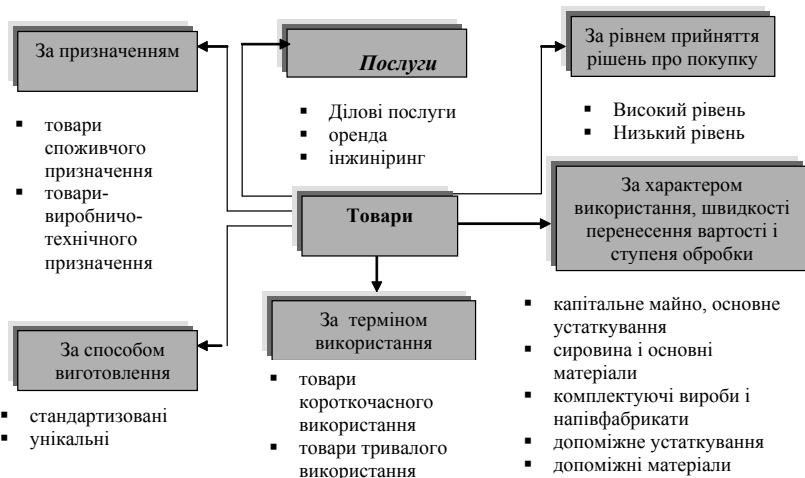 За призначенням
товари
споживчого
призначення
товари-
виробничо-
технічного
призначення
Послуги
Ділові послуги
оренда
інжиніринг
За рівнем прийняття
рішень про покупку
Високий рівень
Низький рівень
Товари
За характером
використання, швидкості
перенесення вартості і
ступеня обробки
капітальне майно, основне
устаткування
сировина і основні
матеріали
комплектуючі вироби і
напівфабрикати
допоміжне устаткування
допоміжні матеріали
За способом
виготовлення
стандартизовані
унікальні
За терміном
використання
товари
короткочасного
використання
товари тривалого
використання